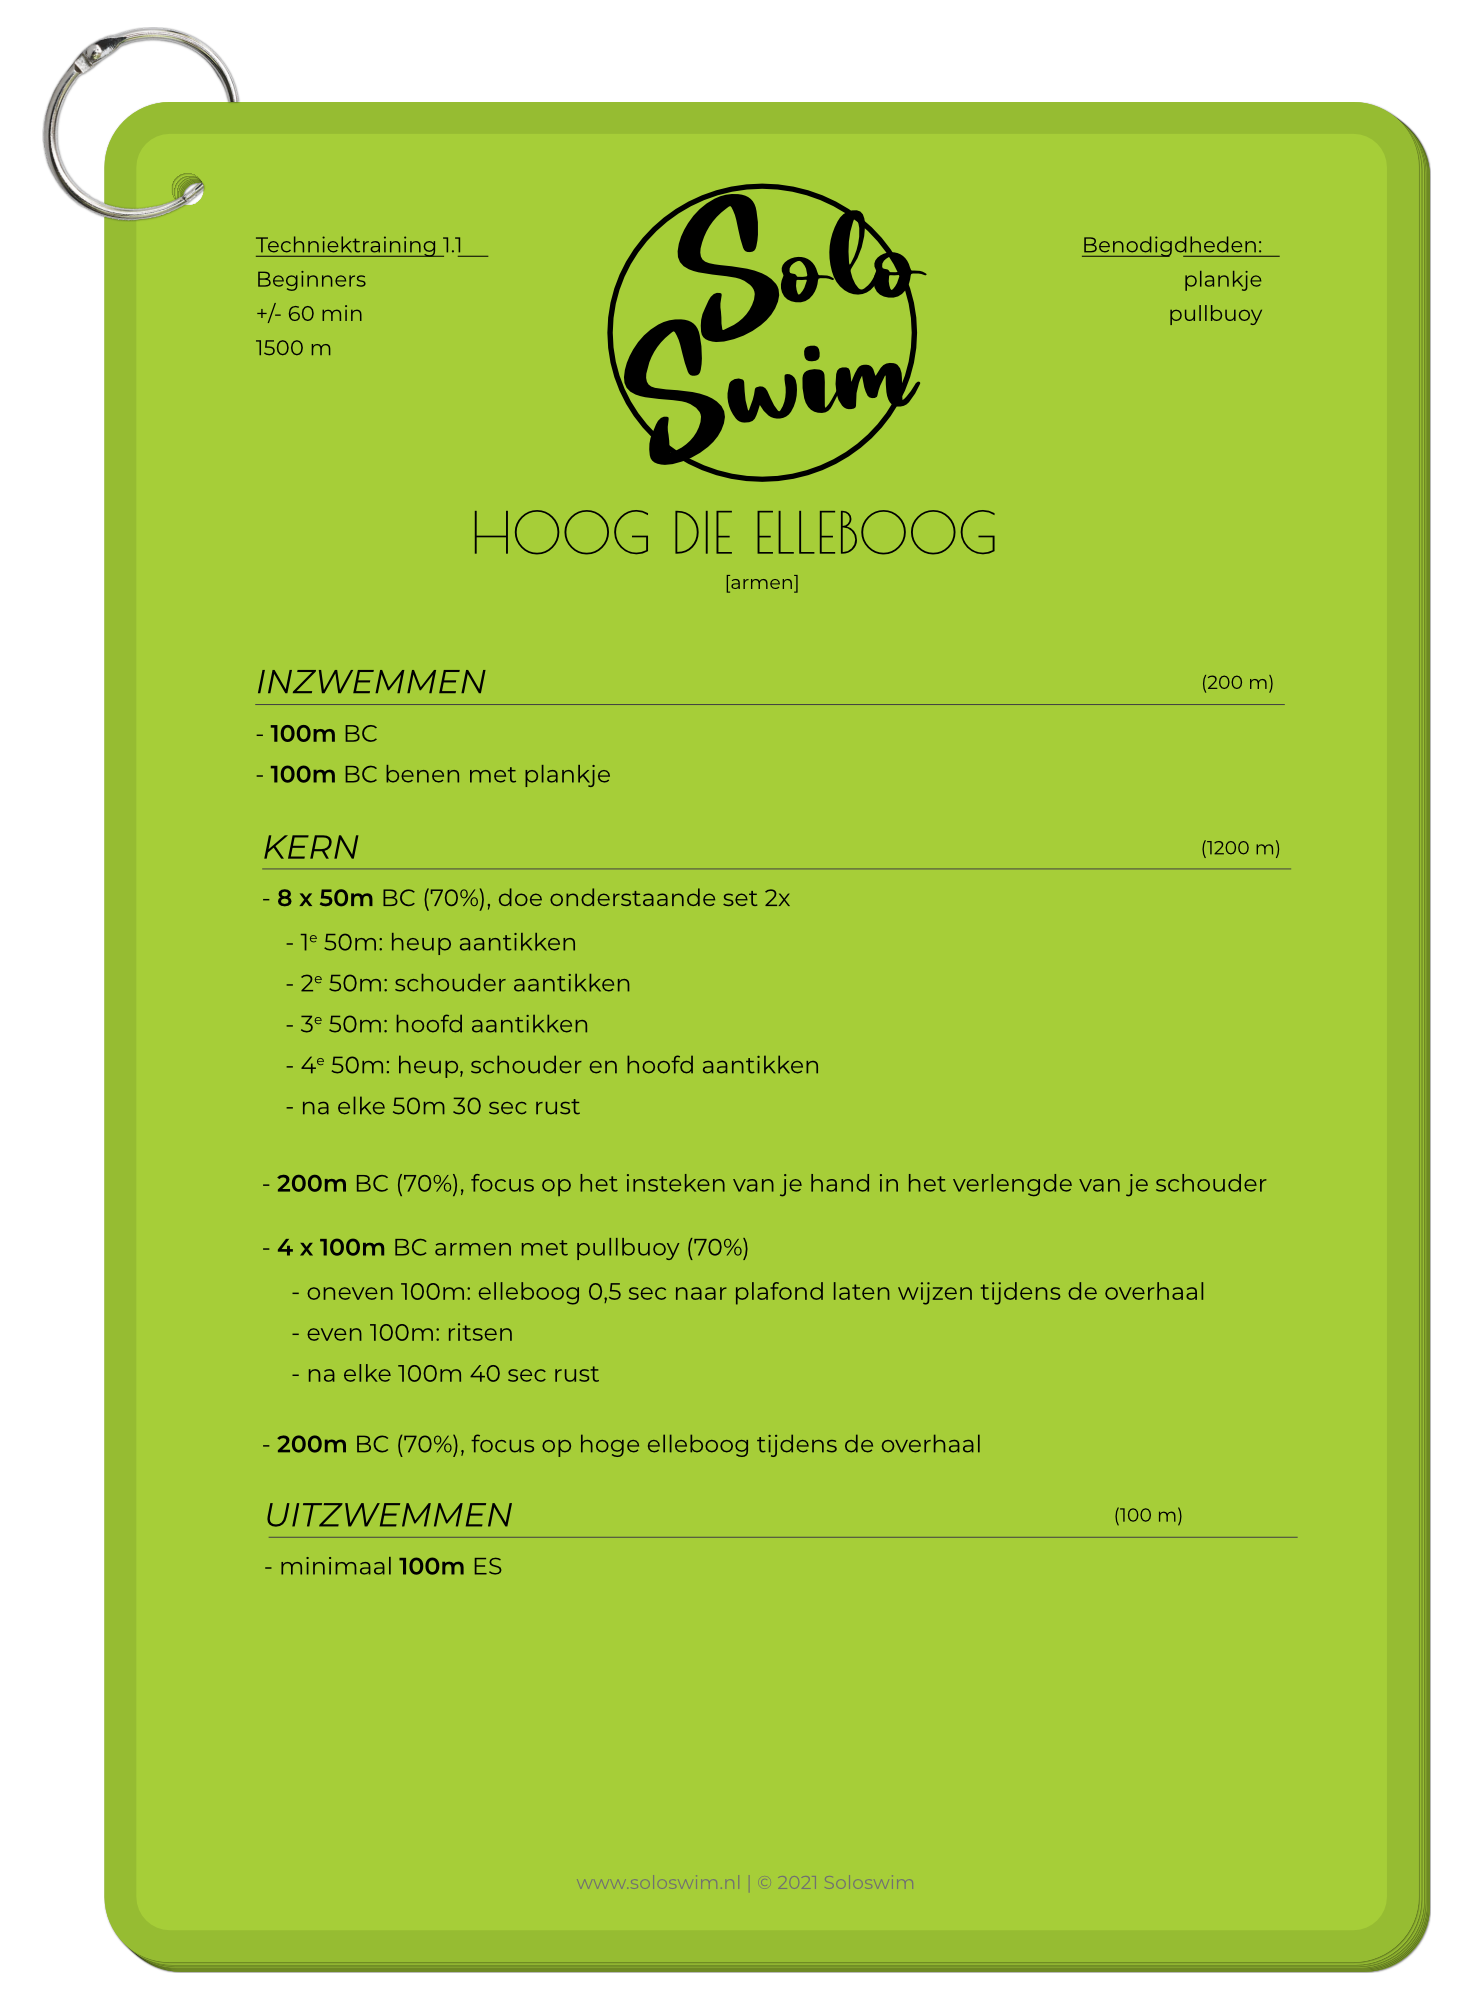 Techniektraining 1.1
Beginners
+/- 60 min
1500 m
Solo
Swim
Benodigdheden:
plankje
pullbuoy
HOOG DIE ELLEBOOG
[armen]
INZWEMMEN (200 m)
- 100m BC
- 100m BC benen met plankje
KERN (1200 m)
- 8 x 50m BC (70%), doe onderstaande set 2x
- 1e 50m: heup aantikken
- 2e 50m: schouder aantikken
- 3e 50m: hoofd aantikken
- 4e 50m: heup, schouder en hoofd aantikken
- na elke 50m 30 sec rust
- 200m BC (70%), focus op het insteken van je hand in het verlengde van je schouder
- 4 x 100m BC armen met pullbuoy (70%)
- oneven 100m: elleboog 0,5 sec naar plafond laten wijzen tijdens de overhaal
- even 100m: ritsen
- na elke 100m 40 sec rust
- 200m BC (70%), focus op hoge elleboog tijdens de overhaal
UITZWEMMEN (100 m)
- minimaal 100m ES
www.soloswim.nl | © 2021 Soloswim